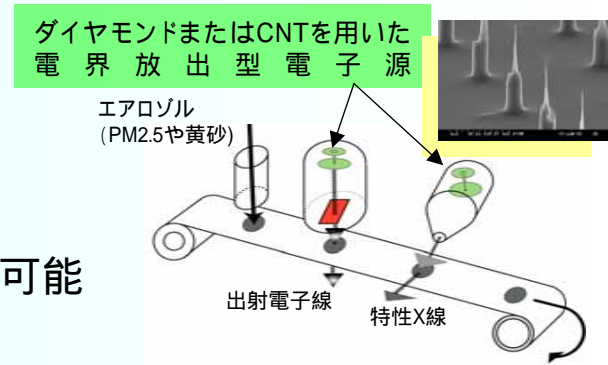 ダイヤモンドまたはCNTを用いた
電界放出型電子源
エアロゾル
(PM2.5や黄砂)
可能
出射電子線
特性X線